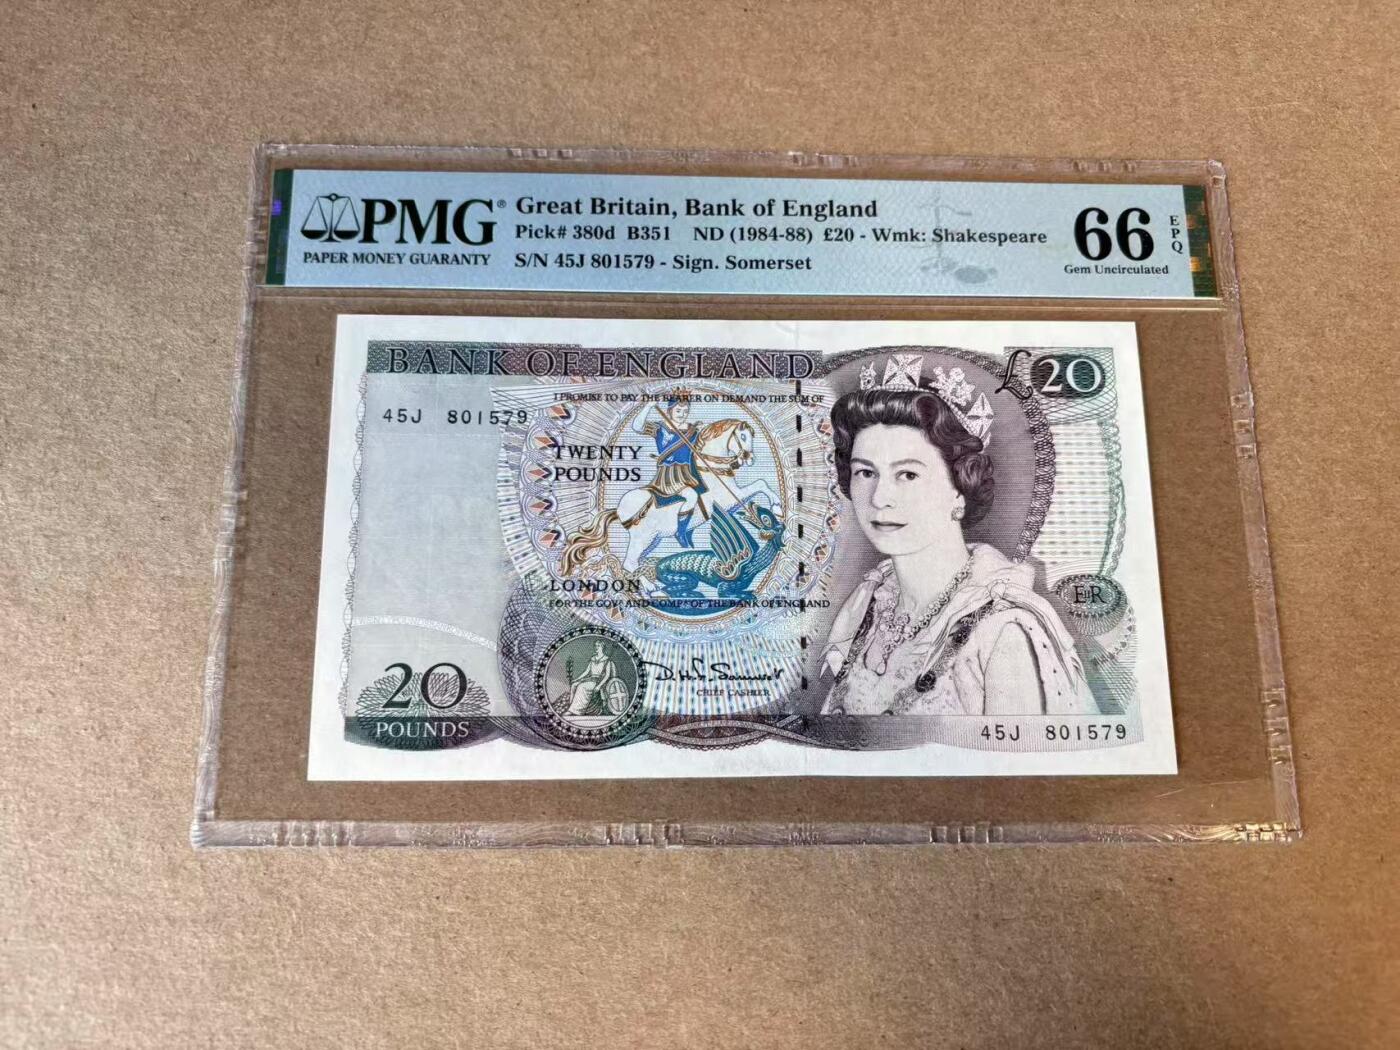 PMG®
PAPER MONEY GUARANTY
Great Britain, Bank of England
Pick# 380d B351 ND (1984-88) £20 - Wmk: Shakespeare
S/N 45J 801579 - Sign. Somerset
66
EPQ
Gem Uncirculated
BANK OF ENGLAND
£20
45J 801579
I PROMISE TO PAY THE BEARER ON DEMAND THE SUM OF
TWENTY
POUNDS
LONDON
FOR THE GOVR AND COMPA OF THE BANK OF ENGLAND
EIIR
D.H.F. Somerset
CHIEF CASHIER
20
POUNDS
45J 801579